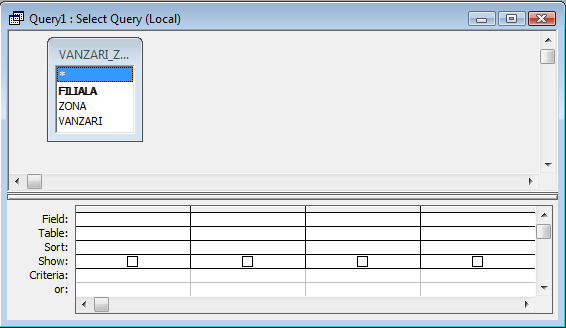 Query1 : Select Query (Local)
VANZARI_Z...
*
FILIALA
ZONA
VANZARI
Field:
Table:
Sort:
Show:
Criteria:
or: